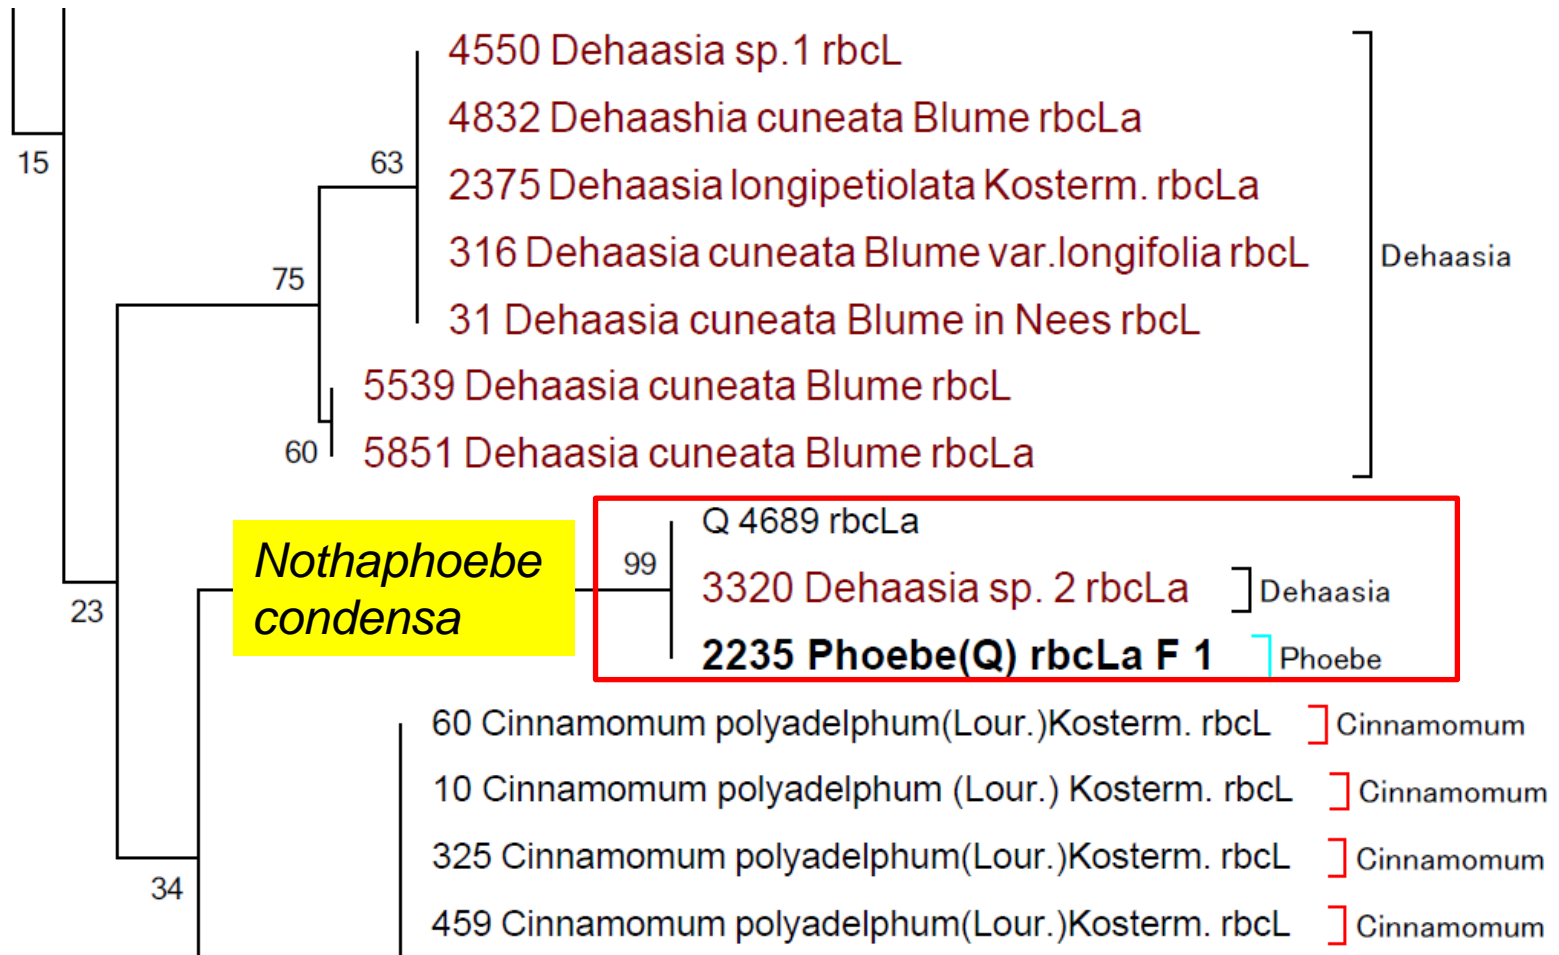 4550 Dehaasia sp.1 rbcL
4832 Dehaashia cuneata Blume rbcLa
15
63
2375 Dehaasia longipetiolata Kosterm. rbcLa
316 Dehaasia cuneata Blume var.longifolia rbcL
Dehaasia
75
31 Dehaasia cuneata Blume in Nees rbcL
5539 Dehaasia cuneata Blume rbcL
60
5851 Dehaasia cuneata Blume rbcLa
Q 4689 rbcLa
Nothaphoebe
condensa
99
3320 Dehaasia sp. 2 rbcLa
Dehaasia
23
2235 Phoebe(Q) rbcLa F 1
Phoebe
60 Cinnamomum polyadelphum(Lour.)Kosterm. rbcL
Cinnamomum
10 Cinnamomum polyadelphum (Lour.) Kosterm. rbcL
Cinnamomum
325 Cinnamomum polyadelphum(Lour.)Kosterm. rbcL
Cinnamomum
34
459 Cinnamomum polyadelphum(Lour.)Kosterm. rbcL
Cinnamomum